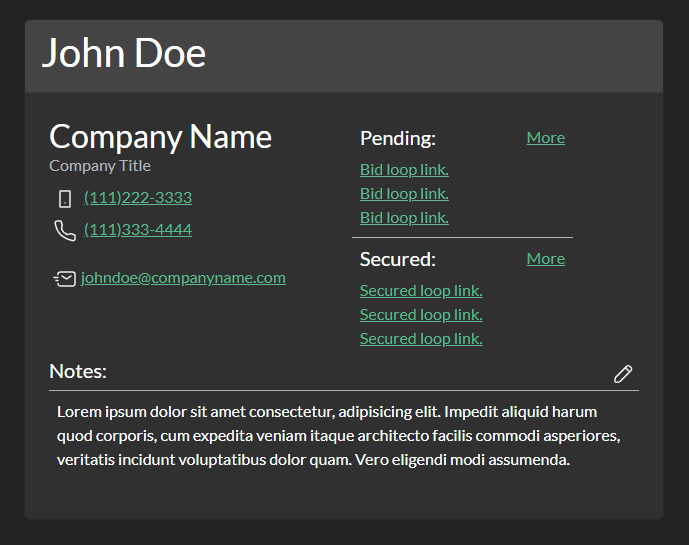 John Doe
Company Name
Company Title
(111)222-3333
(111)333-4444
johndoe@companyname.com
Pending:
More
Bid loop link.
Bid loop link.
Bid loop link.
Secured:
More
Secured loop link.
Secured loop link.
Secured loop link.
Notes:
Lorem ipsum dolor sit amet consectetur, adipisicing elit. Impedit aliquid harum
quod corporis, cum expedita veniam itaque architecto facilis commodi asperiores,
veritatis incidunt voluptatibus dolor quam. Vero eligendi modi assumenda.